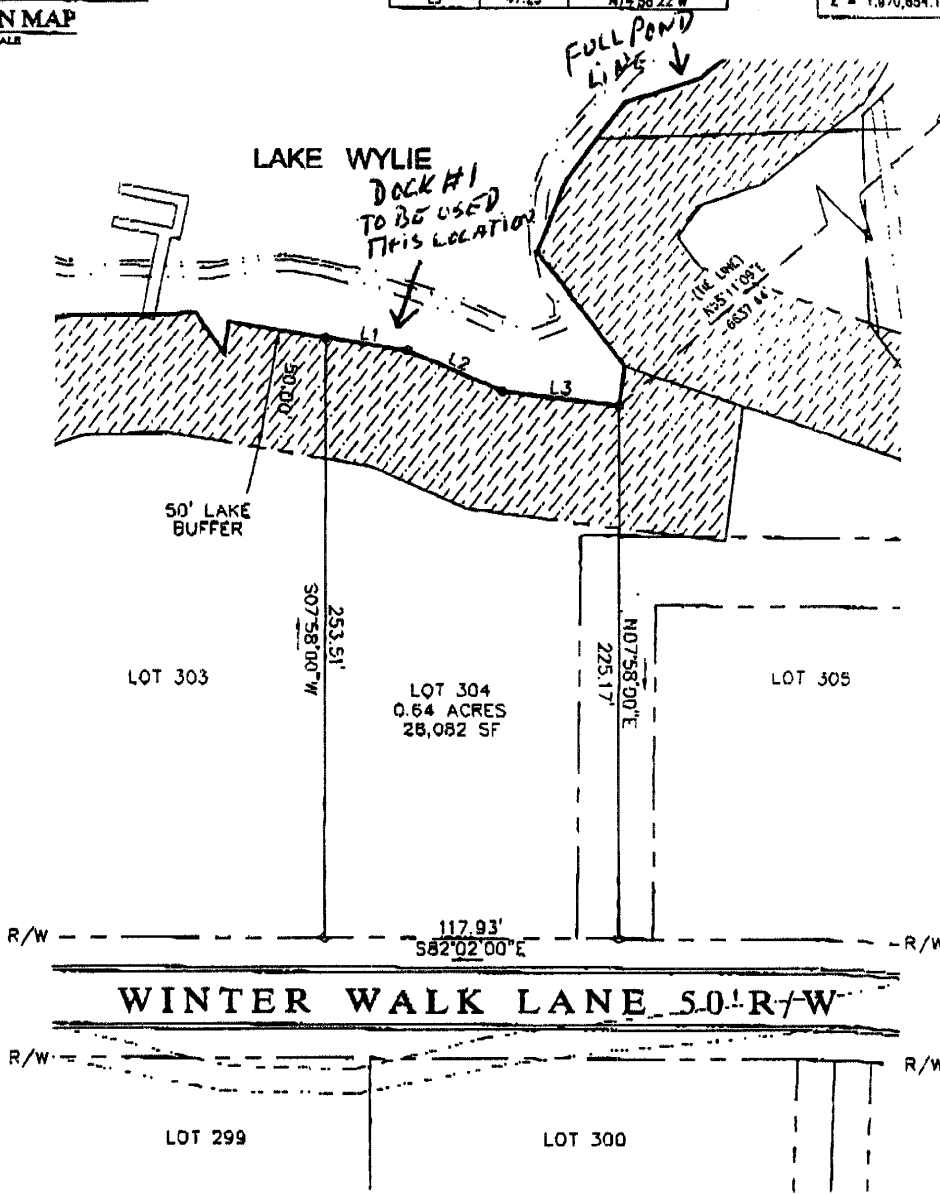 N MAP
FULL POND
LINE
LAKE WYLIE
DOCK #1
TO BE USED
THIS LOCATION
(TIE LINE)
L1
L2
L3
50.00'
50' LAKE
BUFFER
253.51'
S07°58'00"W
N07°58'00"E
225.17'
LOT 303
LOT 304
0.64 ACRES
28,082 SF
LOT 305
R/W
117.93'
S82°02'00"E
R/W
WINTER WALK LANE 50' R/W
R/W
R/W
LOT 299
LOT 300